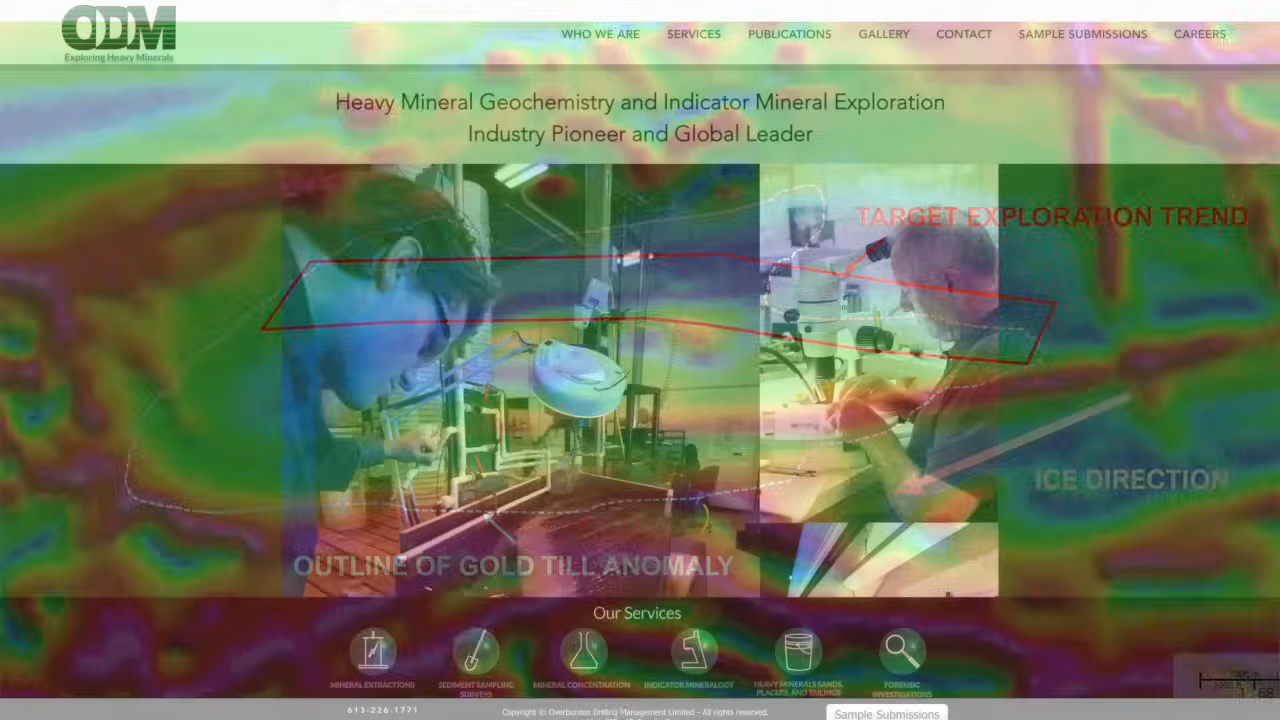 ODM
Exploring Heavy Minerals
WHO WE ARE SERVICES PUBLICATIONS GALLERY CONTACT SAMPLE SUBMISSIONS CAREERS
Heavy Mineral Geochemistry and Indicator Mineral Exploration
Industry Pioneer and Global Leader
TARGET EXPLORATION TREND
ICE DIRECTION
OUTLINE OF GOLD TILL ANOMALY
Our Services
MINERAL EXTRACTIONS
SEDIMENT SAMPLING,
SURVEYS
MINERAL CONCENTRATION
INDICATOR MINERALOGY
HEAVY MINERALS SANDS,
PLACERS, AND TAILINGS
FORENSIC
INVESTIGATIONS
613-226-1771
Copyright © Overburden Drilling Management Limited - All rights reserved.
Sample Submissions